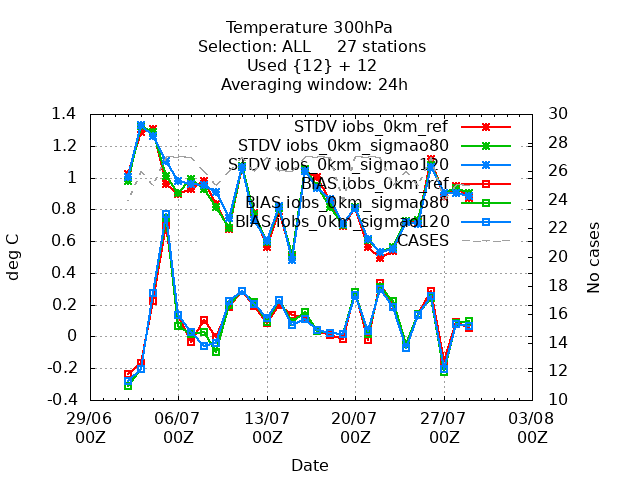 Temperature 300hPa
Selection: ALL 27 stations
Used {12} + 12
Averaging window: 24h
1.4
1.2
1
0.8
0.6
0.4
0.2
0
-0.2
-0.4
deg C
30
28
26
24
22
20
18
16
14
12
10
No cases
STDV iobs_0km_ref
STDV iobs_0km_sigmao80
STDV iobs_0km_sigmao120
BIAS iobs_0km_ref
BIAS iobs_0km_sigmao80
BIAS iobs_0km_sigmao120
CASES
29/06 06/07 13/07 20/07 27/07 03/08
00Z 00Z 00Z 00Z 00Z 00Z
Date